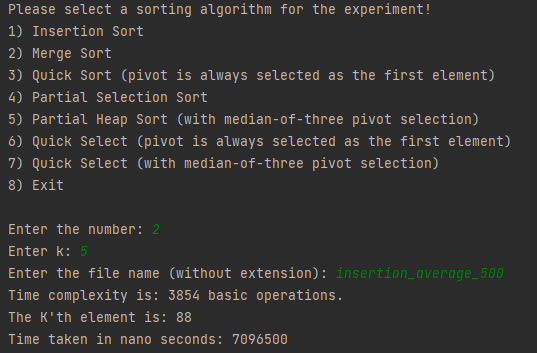 Please select a sorting algorithm for the experiment!
1) Insertion Sort
2) Merge Sort
3) Quick Sort (pivot is always selected as the first element)
4) Partial Selection Sort
5) Partial Heap Sort (with median-of-three pivot selection)
6) Quick Select (pivot is always selected as the first element)
7) Quick Select (with median-of-three pivot selection)
8) Exit
Enter the number: 2
Enter k: 5
Enter the file name (without extension): insertion_average_500
Time complexity is: 3854 basic operations.
The K'th element is: 88
Time taken in nano seconds: 7096500